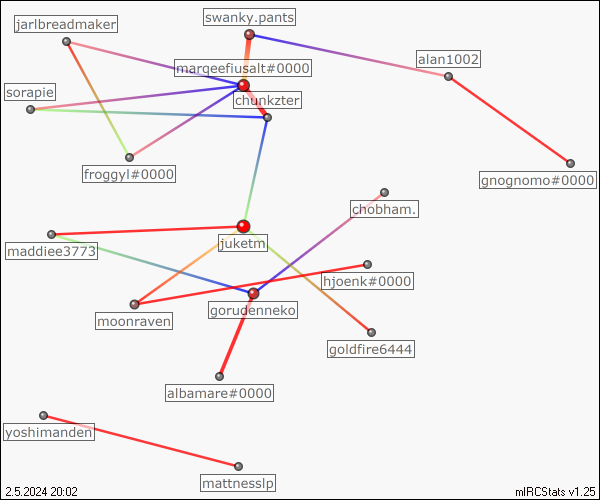 swanky.pants
jarlbreadmaker
alan1002
marqeefiusalt#0000
sorapie
chunkzter
froggyl#0000
gnognomo#0000
chobham.
maddiee3773
juketm
hjoenk#0000
moonraven
gorudenneko
goldfire6444
albamare#0000
yoshimanden
mattnesslp
2.5.2024 20:02
mIRCStats v1.25